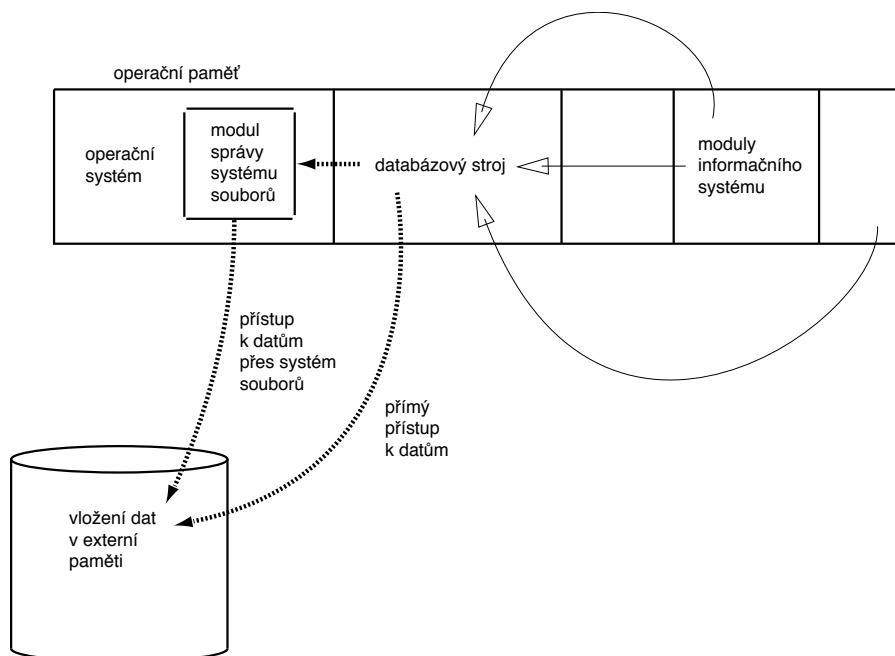 operační paměť
operační
systém
modul
správy
systému
souborů
databázový stroj
moduly
informačního
systému
přístup
k datům
přes systém
souborů
přímý
přístup
k datům
vložení dat
v externí
paměti